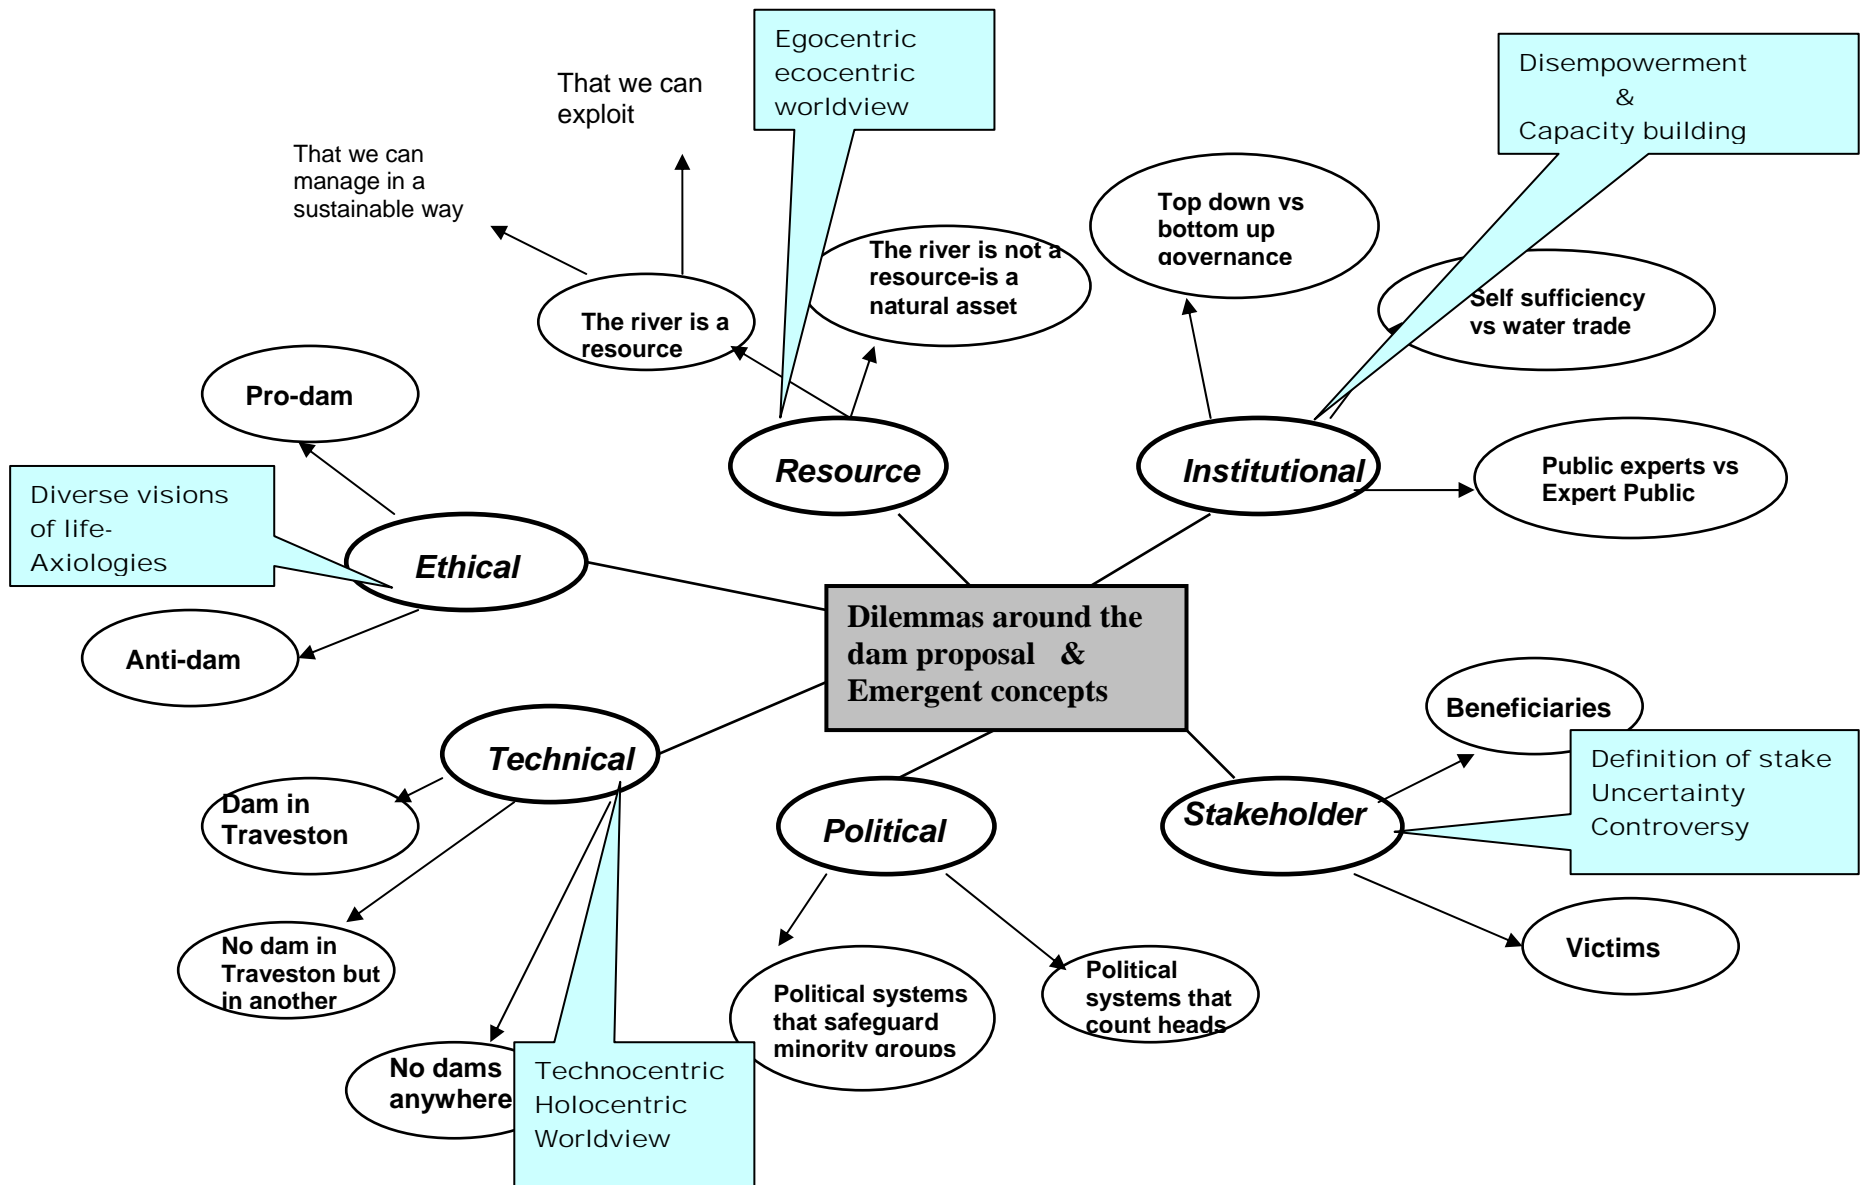 Egocentric
ecocentric
worldview
Disempowerment
&
Capacity building
That we can
exploit
That we can
manage in a
sustainable way
Top down vs
bottom up
governance
The river is not a
resource-is a
natural asset
The river is a
resource
Self sufficiency
vs water trade
Pro-dam
Resource
Institutional
Public experts vs
Expert Public
Diverse visions
of life-
Axiologies
Ethical
Anti-dam
Dilemmas around the
dam proposal &
Emergent concepts
Beneficiaries
Technical
Definition of stake
Uncertainty
Controversy
Dam in
Traveston
Political
Stakeholder
No dam in
Traveston but
in another
Political systems
that safeguard
minority groups
Political
systems that
count heads
Victims
No dams
anywhere
Technocentric
Holocentric
Worldview